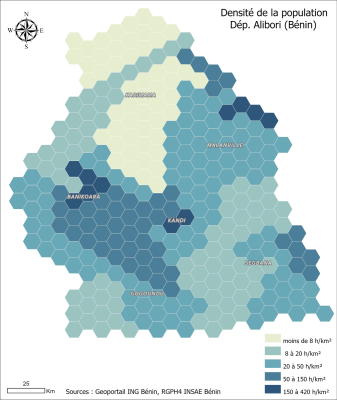 Densité de la population
Dép. Alibori (Bénin)
N
W
E
S
KARIMAMA
MALANVILLE
BANIKOARA
KANDI
SEGBANA
GOGOUNOU
moins de 8 h/km²
8 à 20 h/km²
20 à 50 h/km²
50 à 150 h/km²
150 à 420 h/km²
25
Km
Sources : Geoportail ING Bénin, RGPH4 INSAE Bénin